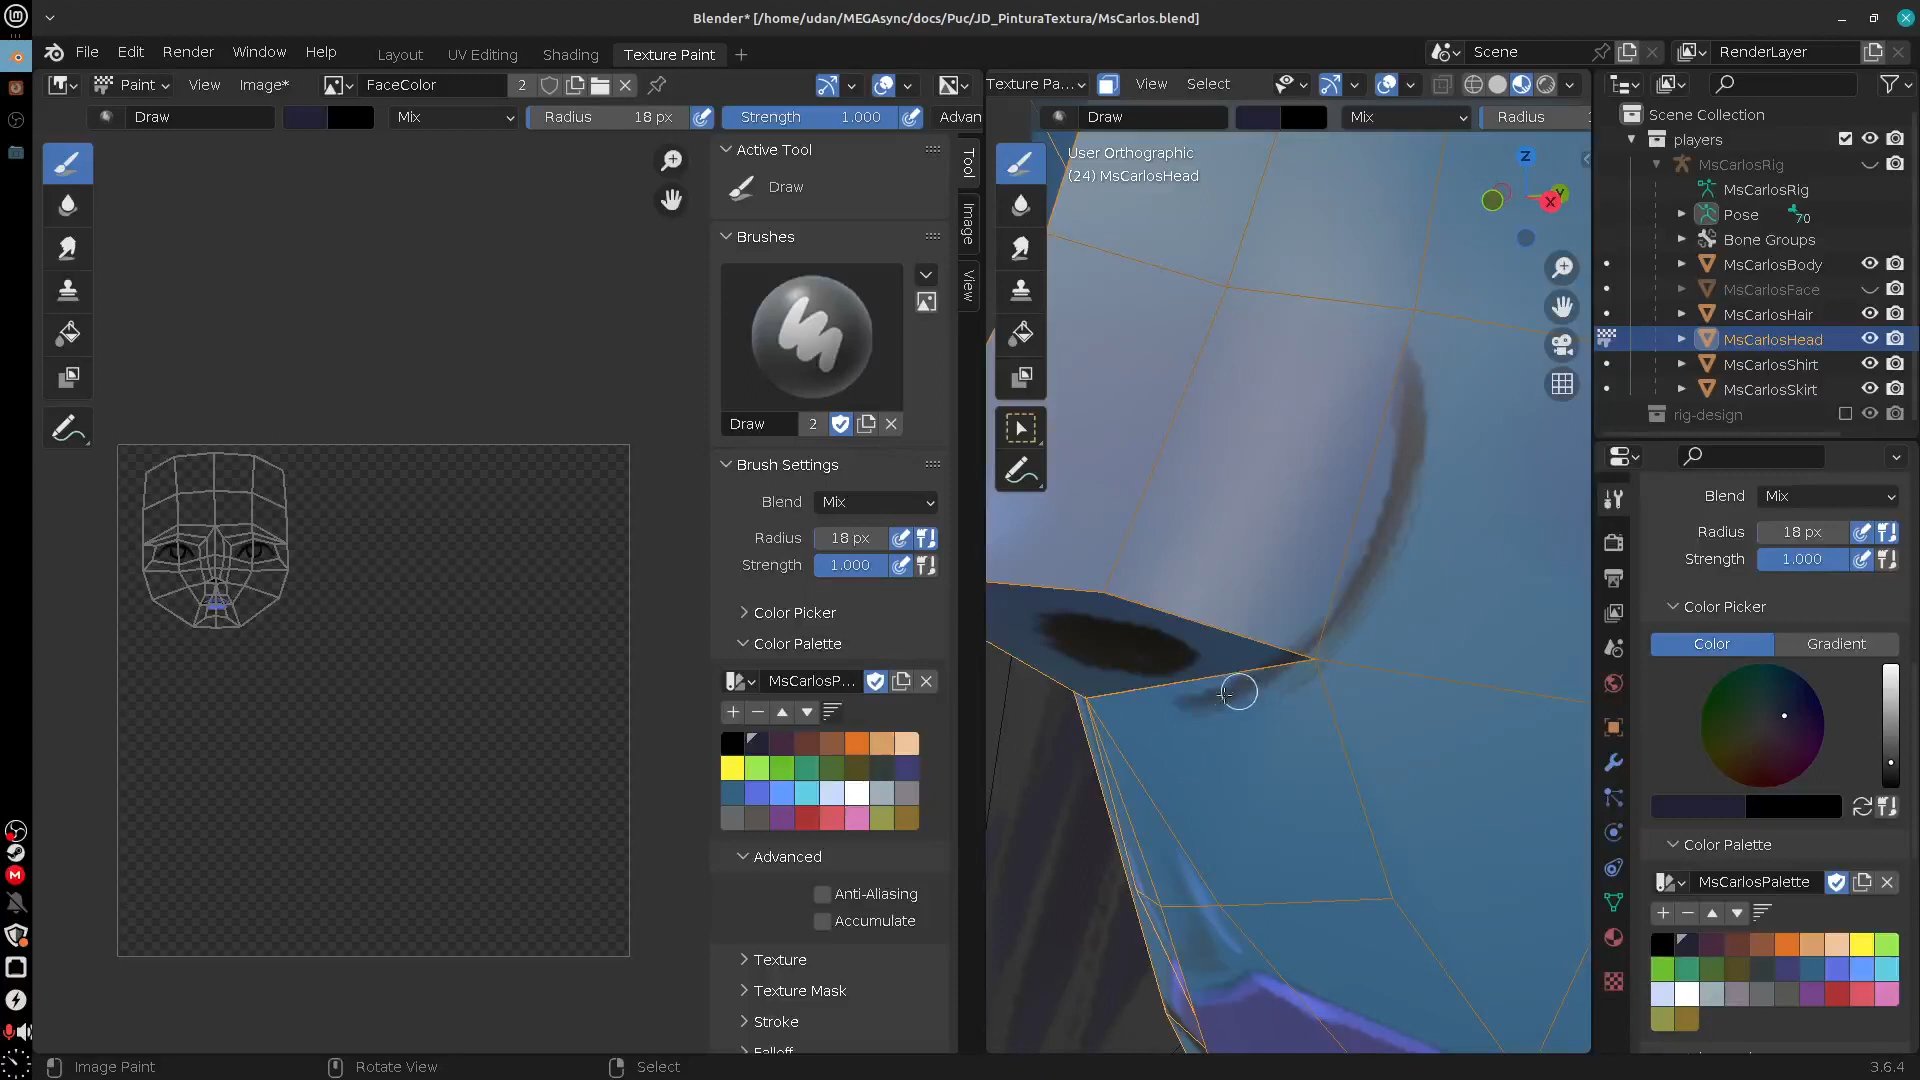 Blender* [/home/udan/MEGAsync/docs/Puc/JD_PinturaTextura/MsCarlos.blend]
File Edit Render Window Help Layout UV Editing Shading Texture Paint
Scene RenderLayer
Paint View Image* FaceColor 2
Texture Pa... View Select
Draw Mix Radius 18 px Strength 1.000 Advan
Draw Mix Radius
Tool
Image
View
Active Tool
Draw
Brushes
Draw 2
Brush Settings
Blend Mix
Radius 18 px
Strength 1.000
Color Picker
Color Palette
MsCarlosP...
Advanced
Anti-Aliasing
Accumulate
Texture
Texture Mask
Stroke
Falloff
User Orthographic
(24) MsCarlosHead
Z
Y
X
Scene Collection
players
MsCarlosRig
MsCarlosRig
Pose 70
Bone Groups
MsCarlosBody
MsCarlosFace
MsCarlosHair
MsCarlosHead
MsCarlosShirt
MsCarlosSkirt
rig-design
Blend Mix
Radius 18 px
Strength 1.000
Color Picker
Color Gradient
Color Palette
MsCarlosPalette
Image Paint Rotate View Select 3.6.4